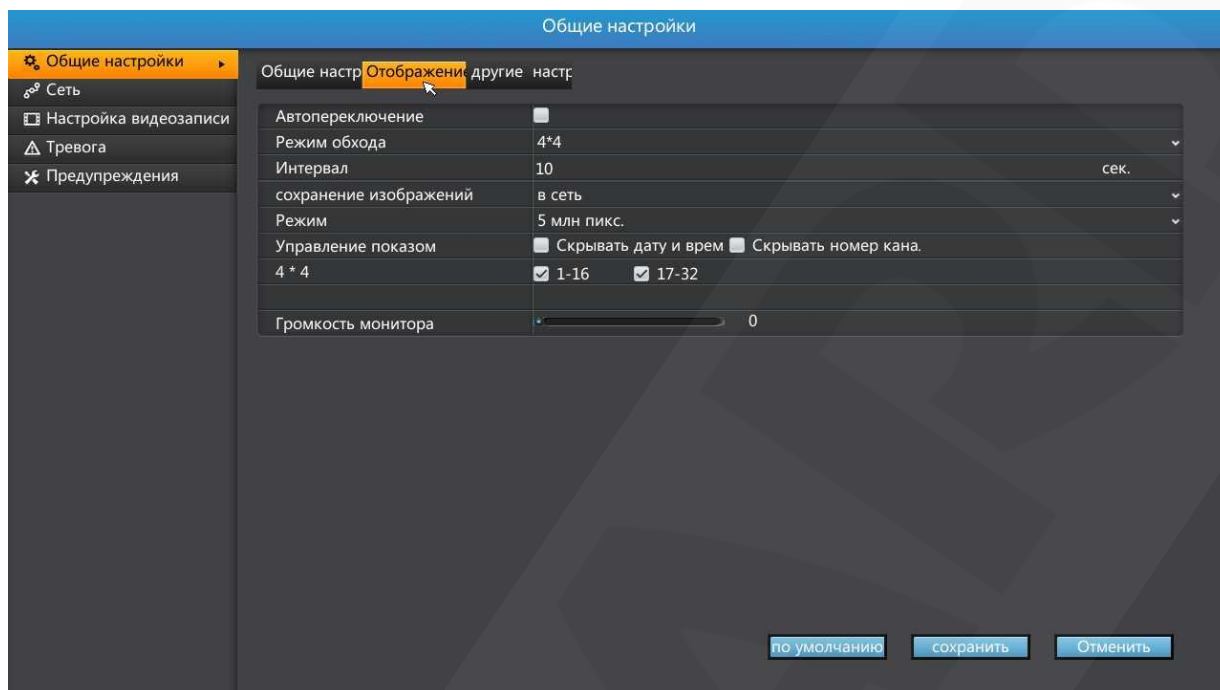 Общие настройки
Общие настройки
Сеть
Настройка видеозаписи
Тревога
Предупреждения
Общие настр Отображени другие настр
Автопереключение
Режим обхода 4*4
Интервал 10 сек.
сохранение изображений в сеть
Режим 5 млн пикс.
Управление показом Скрывать дату и врем Скрывать номер кана.
4 * 4 1-16 17-32
Громкость монитора 0
по умолчанию сохранить Отменить